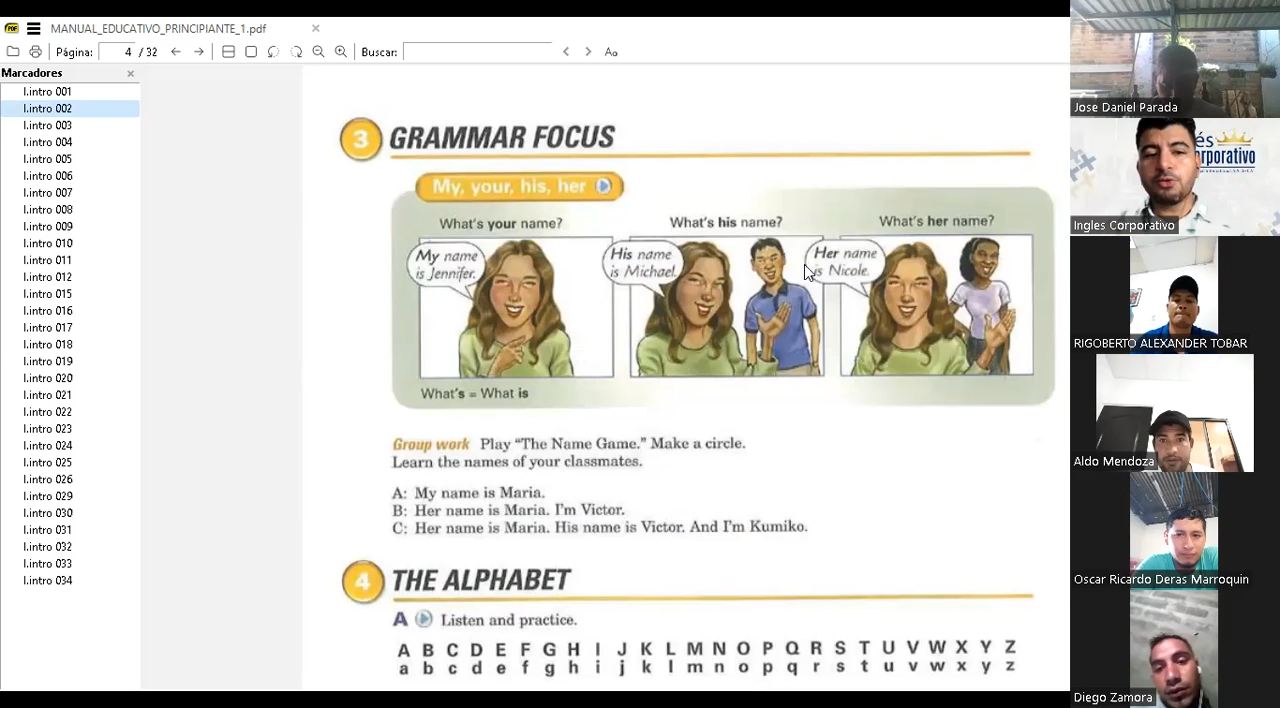 MANUAL_EDUCATIVO_PRINCIPIANTE_1.pdf
Página: 4 / 32 Buscar: Aa
Marcadores
I.intro 001
I.intro 002
I.intro 003
I.intro 004
I.intro 005
I.intro 006
I.intro 007
I.intro 008
I.intro 009
I.intro 010
I.intro 011
I.intro 012
I.intro 015
I.intro 016
I.intro 017
I.intro 018
I.intro 019
I.intro 020
I.intro 021
I.intro 022
I.intro 023
I.intro 024
I.intro 025
I.intro 026
I.intro 029
I.intro 030
I.intro 031
I.intro 032
I.intro 033
I.intro 034
3 GRAMMAR FOCUS
My, your, his, her
What's your name?
My name
is Jennifer.
What's his name?
His name
is Michael.
What's her name?
Her name
is Nicole.
What's = What is
Group work Play "The Name Game." Make a circle.
Learn the names of your classmates.
A: My name is Maria.
B: Her name is Maria. I'm Victor.
C: Her name is Maria. His name is Victor. And I'm Kumiko.
4 THE ALPHABET
A Listen and practice.
A B C D E F G H I J K L M N O P Q R S T U V W X Y Z
a b c d e f g h i j k l m n o p q r s t u v w x y z
Jose Daniel Parada
és
rporativo
Ingles Corporativo
RIGOBERTO ALEXANDER TOBAR
Aldo Mendoza
Oscar Ricardo Deras Marroquin
Diego Zamora